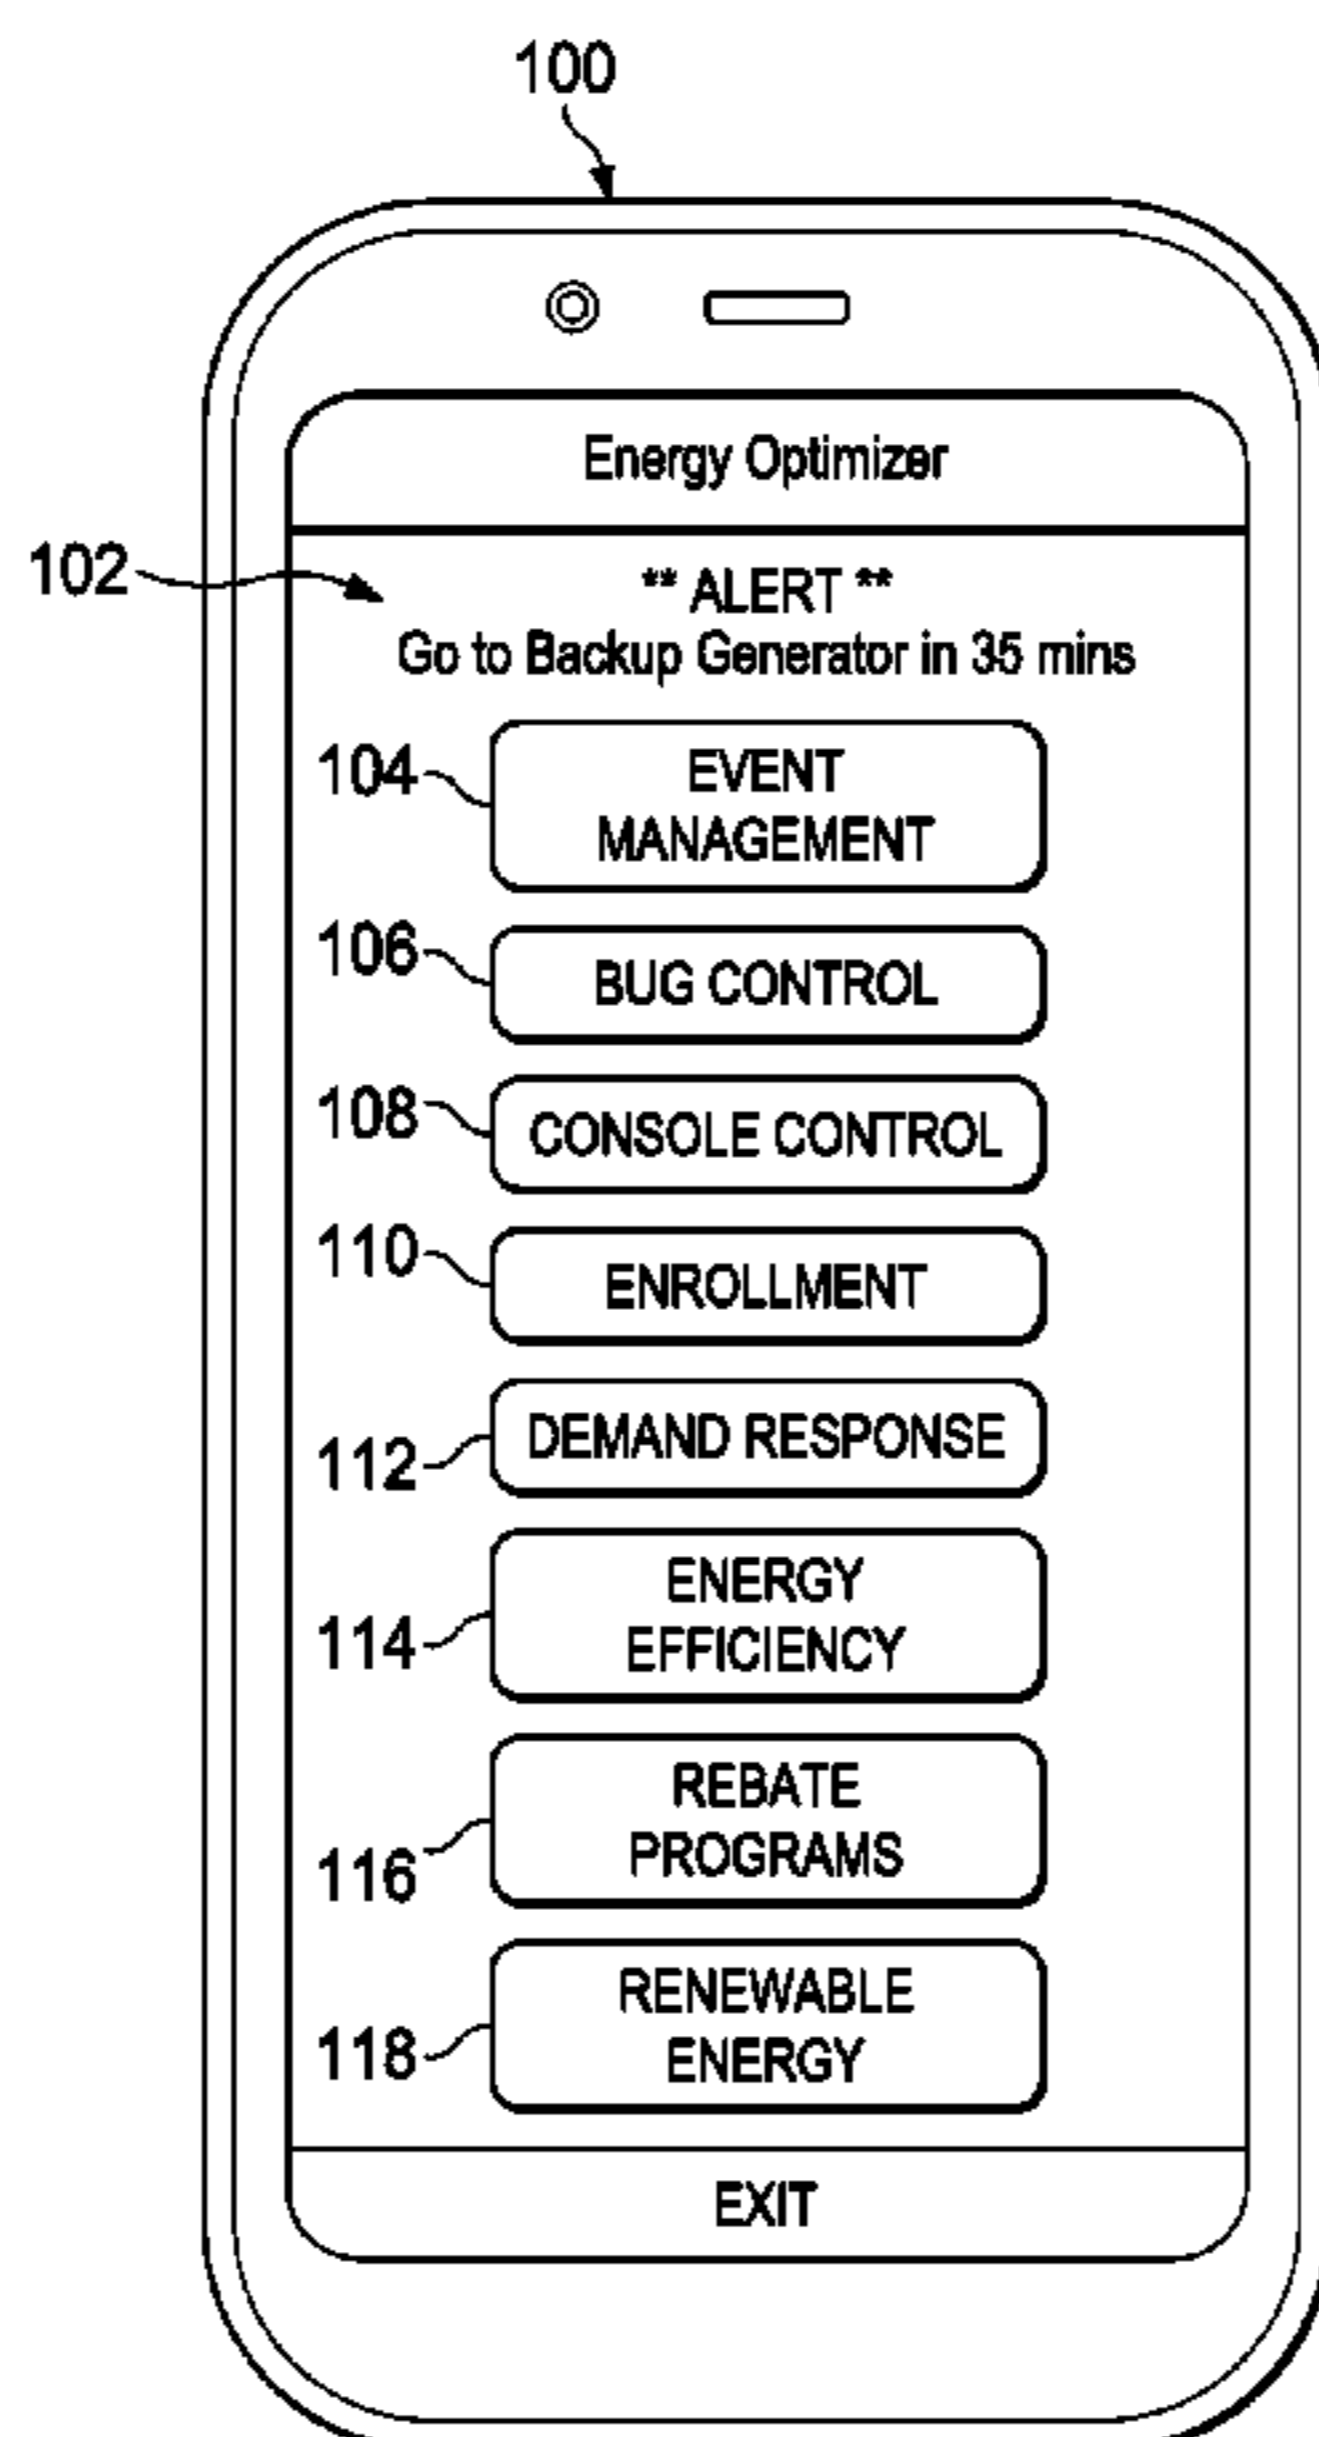 100
Energy Optimizer
102
** ALERT **
Go to Backup Generator in 35 mins
104
EVENT
MANAGEMENT
106
BUG CONTROL
108
CONSOLE CONTROL
110
ENROLLMENT
112
DEMAND RESPONSE
114
ENERGY
EFFICIENCY
116
REBATE
PROGRAMS
118
RENEWABLE
ENERGY
EXIT